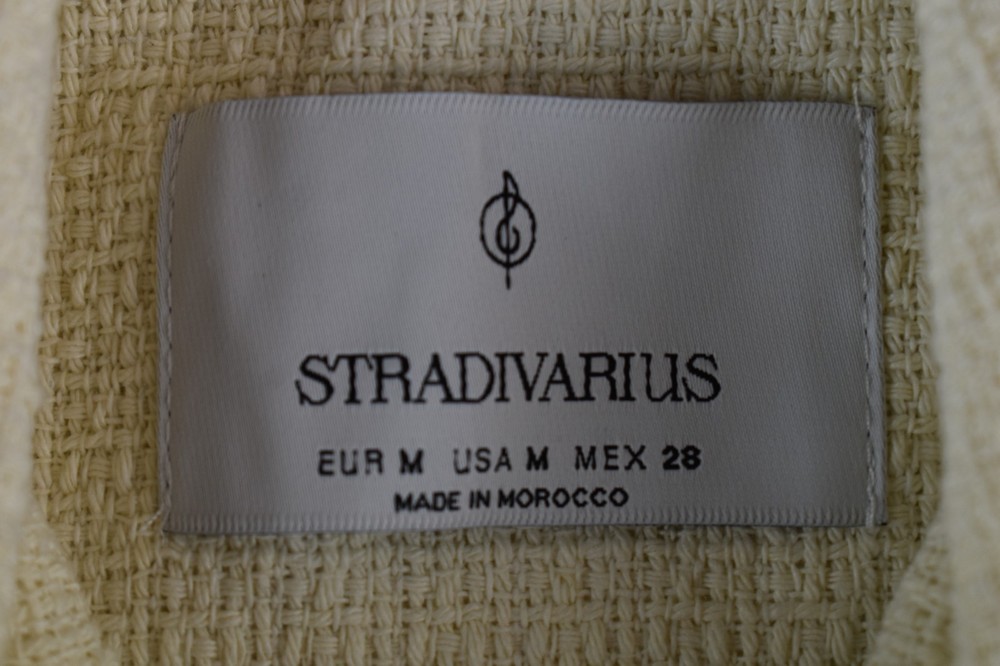 STRADIVARIUS
EUR M USA M MEX 28
MADE IN MOROCCO